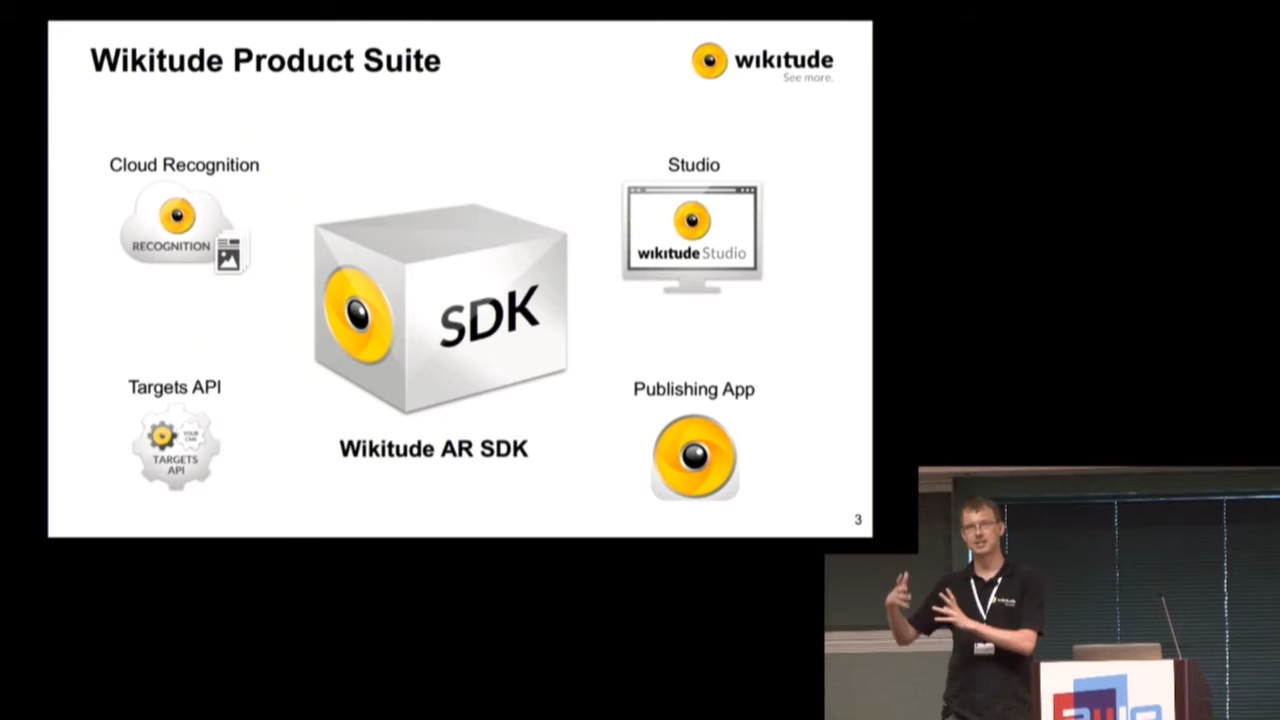 Wikitude Product Suite
wikitude
See more.
Cloud Recognition
RECOGNITION
Studio
wikitude Studio
SDK
Targets API
YOUR
CMS
TARGETS
API
Wikitude AR SDK
Publishing App
3
wikitude